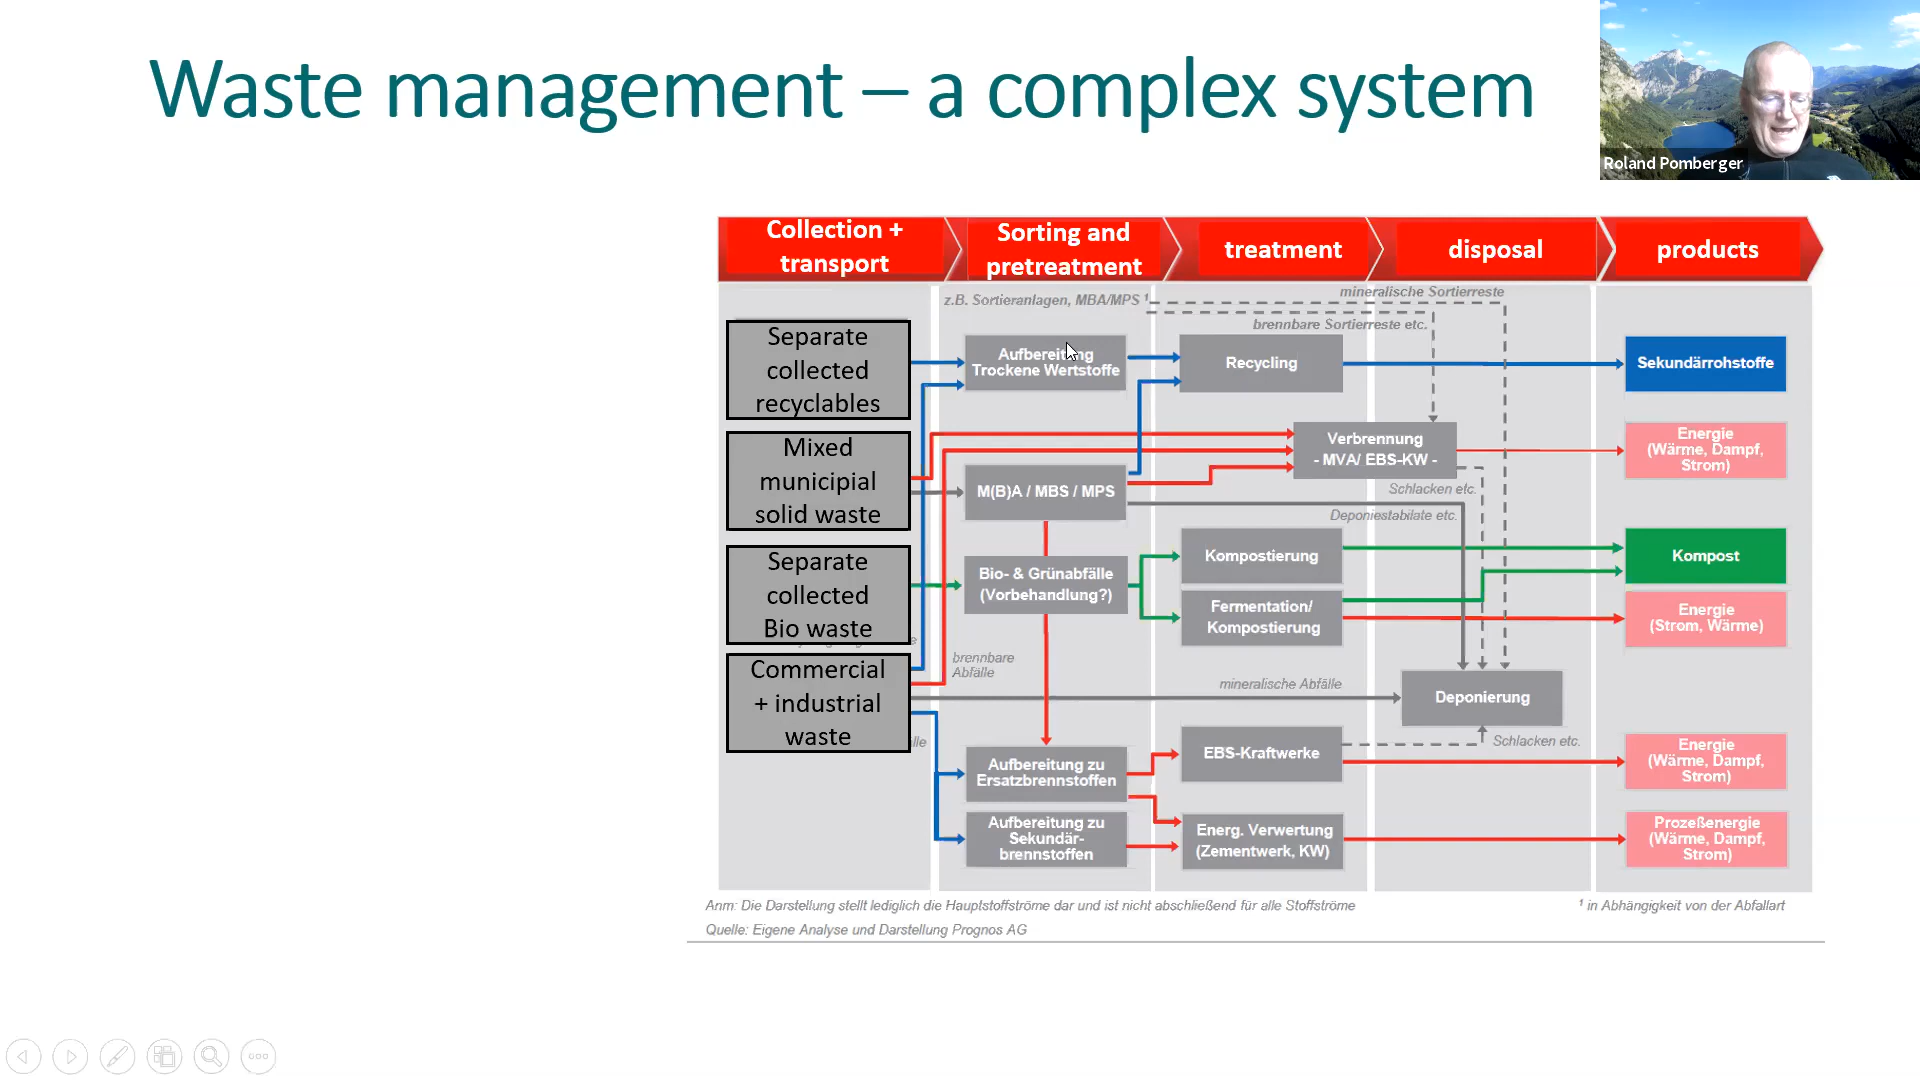 Waste management – a complex system
Roland Pomberger
Collection +
transport
Sorting and
pretreatment
treatment
disposal
products
z.B. Sortieranlagen, MBA/MPS ¹
mineralische Sortierreste
brennbare Sortierreste etc.
Separate
collected
recyclables
Aufbereitung
Trockene Wertstoffe
Recycling
Sekundärrohstoffe
Mixed
municipial
solid waste
Verbrennung
- MVA/ EBS-KW -
Energie
(Wärme, Dampf,
Strom)
M(B)A / MBS / MPS
Schlacken etc.
Deponiestabilate etc.
Separate
collected
Bio waste
Bio- & Grünabfälle
(Vorbehandlung?)
Kompostierung
Kompost
Fermentation/
Kompostierung
Energie
(Strom, Wärme)
Commercial
+ industrial
waste
brennbare
Abfälle
mineralische Abfälle
Deponierung
Schlacken etc.
Aufbereitung zu
Ersatzbrennstoffen
EBS-Kraftwerke
Energie
(Wärme, Dampf,
Strom)
Aufbereitung zu
Sekundär-
brennstoffen
Energ. Verwertung
(Zementwerk, KW)
Prozeßenergie
(Wärme, Dampf,
Strom)
Anm: Die Darstellung stellt lediglich die Hauptstoffströme dar und ist nicht abschließend für alle Stoffströme
¹ in Abhängigkeit von der Abfallart
Quelle: Eigene Analyse und Darstellung Prognos AG